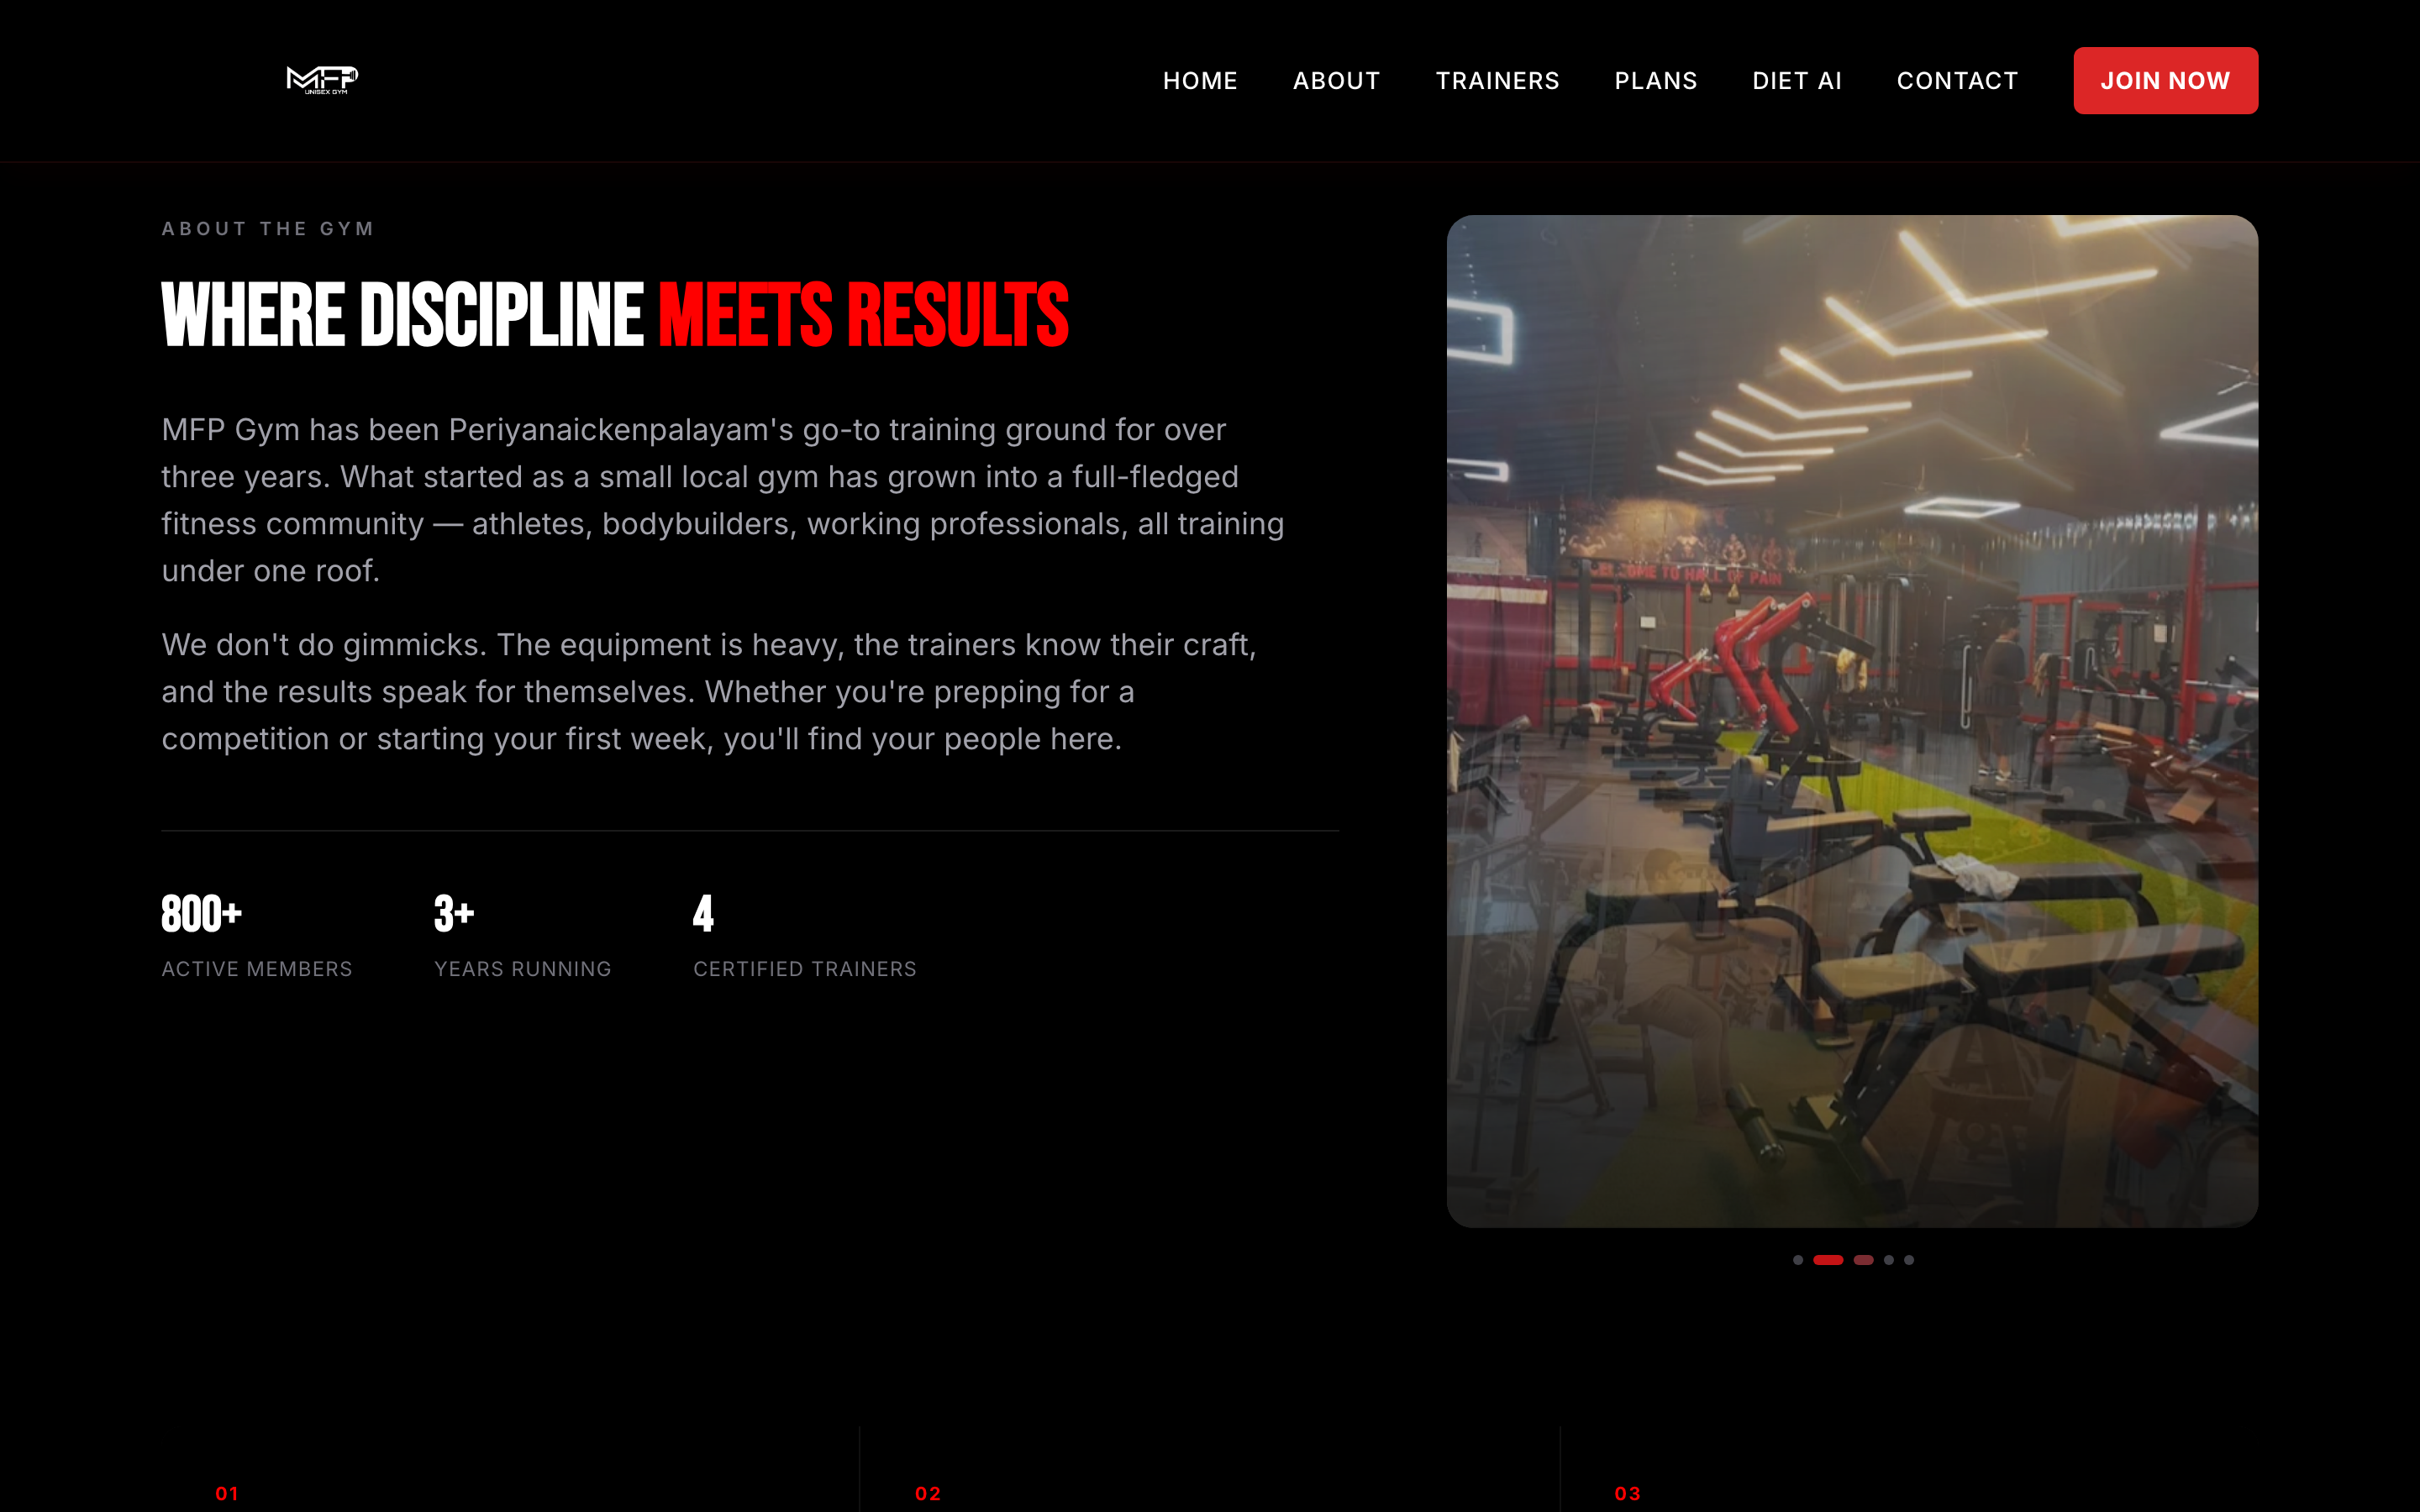 MFP
UNISEX GYM
HOME
ABOUT
TRAINERS
PLANS
DIET AI
CONTACT
JOIN NOW
ABOUT THE GYM
WHERE DISCIPLINE MEETS RESULTS
MFP Gym has been Periyanaickenpalayam's go-to training ground for over
three years. What started as a small local gym has grown into a full-fledged
fitness community — athletes, bodybuilders, working professionals, all training
under one roof.
We don't do gimmicks. The equipment is heavy, the trainers know their craft,
and the results speak for themselves. Whether you're prepping for a
competition or starting your first week, you'll find your people here.
800+
ACTIVE MEMBERS
3+
YEARS RUNNING
4
CERTIFIED TRAINERS
TO HALL OF PAIN
01
02
03